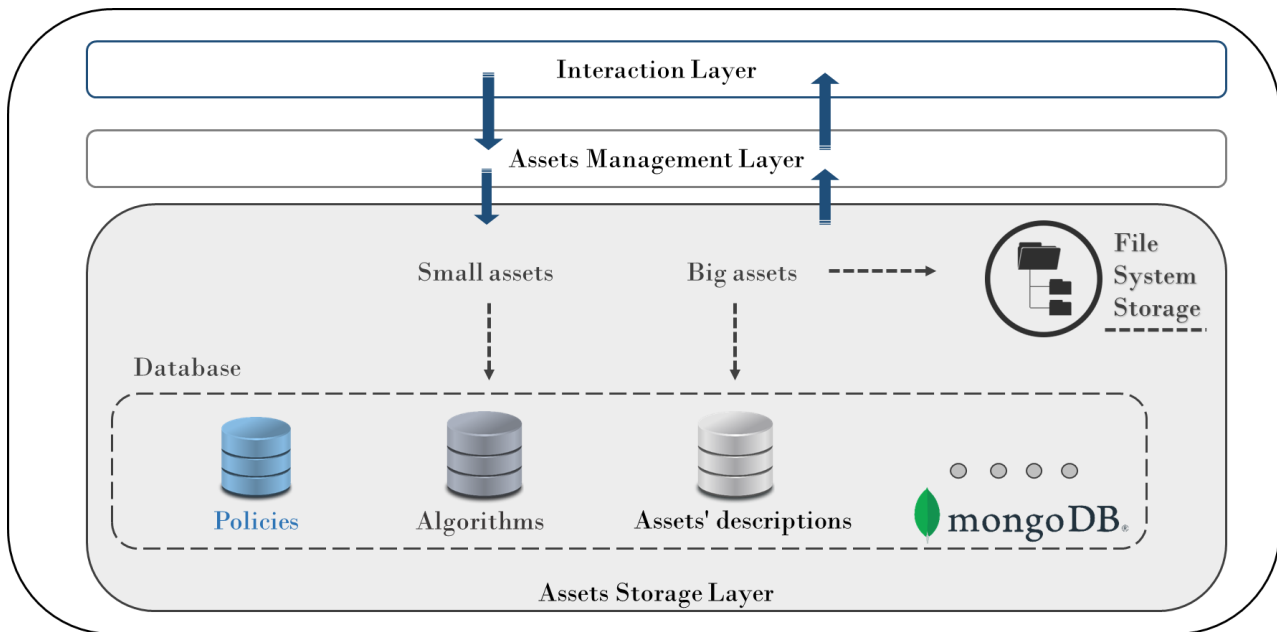 Interaction Layer
Assets Management Layer
Small assets
Big assets
File
System
Storage
Database
Policies
Algorithms
Assets' descriptions
mongoDB®
Assets Storage Layer